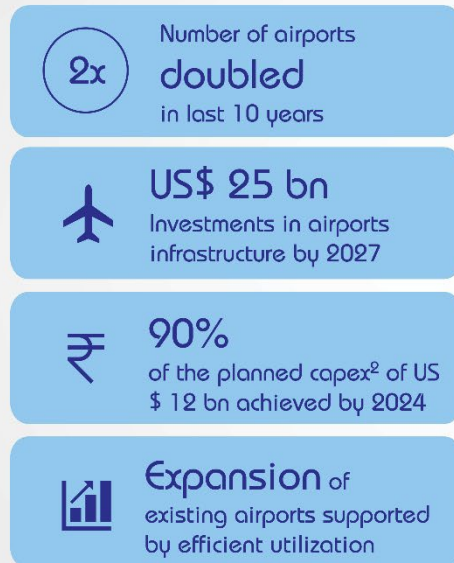 2x
Number of airports
doubled
in last 10 years
US$ 25 bn
Investments in airports
infrastructure by 2027
₹
90%
of the planned capex² of US
$ 12 bn achieved by 2024
Expansion of
existing airports supported
by efficient utilization